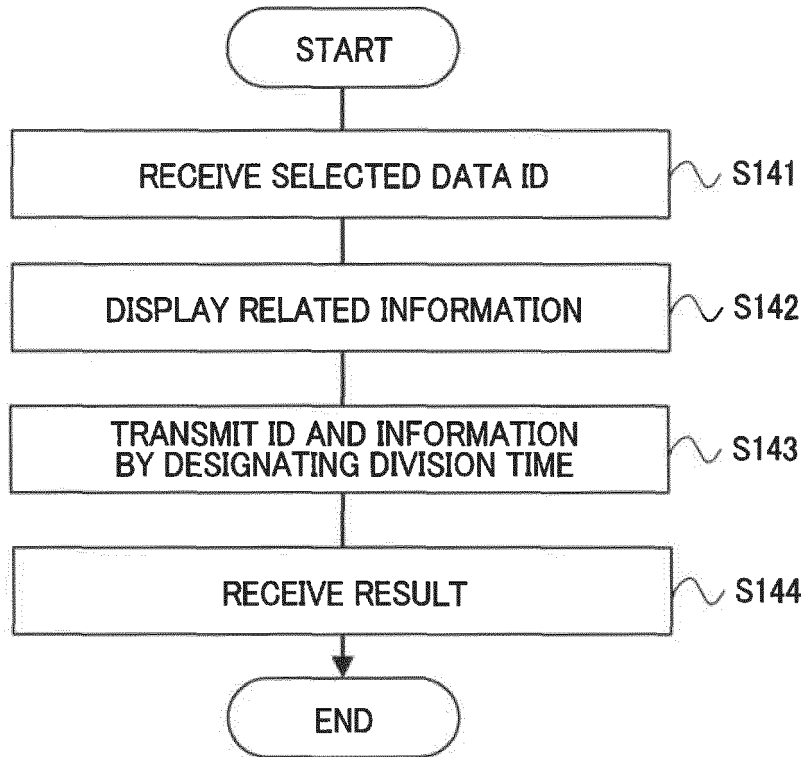 START
RECEIVE SELECTED DATA ID
S141
DISPLAY RELATED INFORMATION
S142
TRANSMIT ID AND INFORMATION
BY DESIGNATING DIVISION TIME
S143
RECEIVE RESULT
S144
END